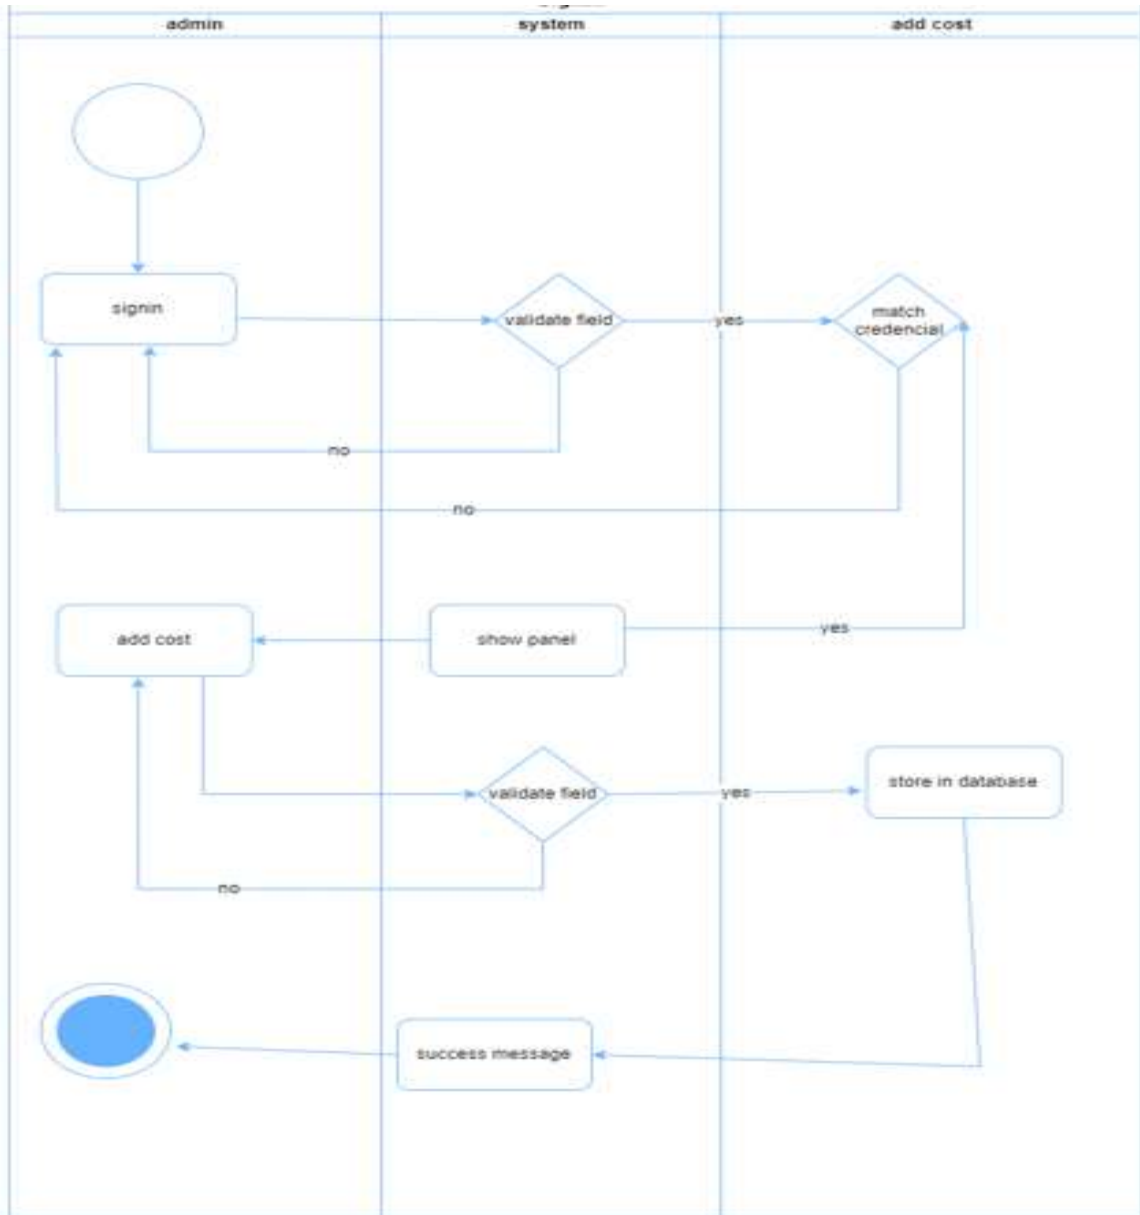 admin
system
add cost
signin
validate field
yes
match
credencial
no
no
add cost
show panel
yes
validate field
yes
store in database
no
success message